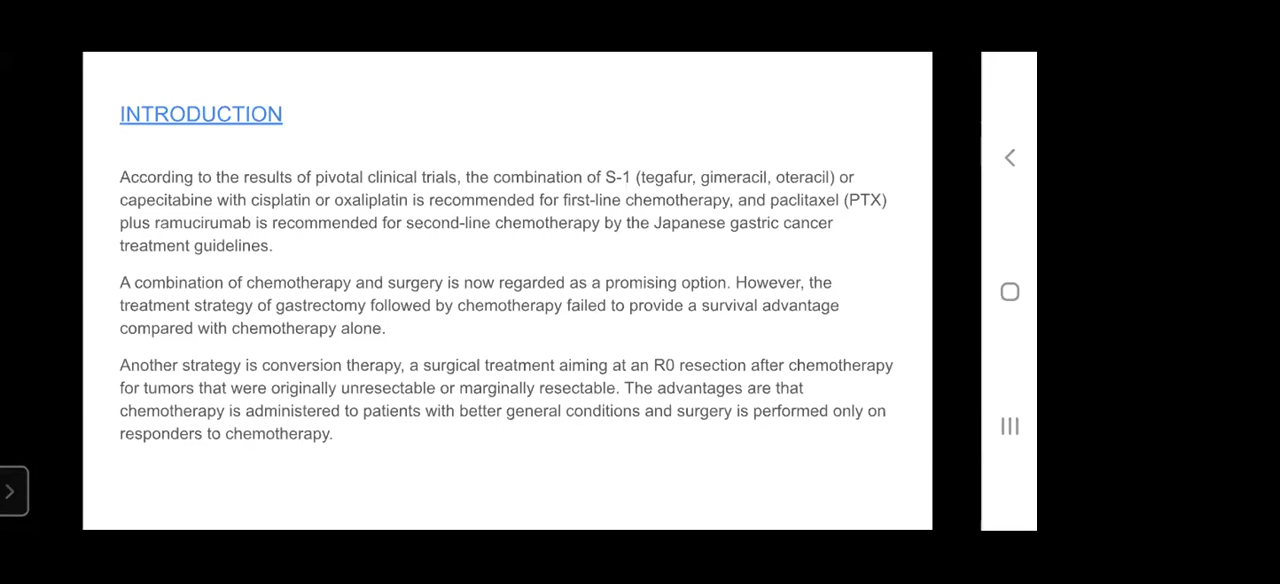 INTRODUCTION
According to the results of pivotal clinical trials, the combination of S-1 (tegafur, gimeracil, oteracil) or
capecitabine with cisplatin or oxaliplatin is recommended for first-line chemotherapy, and paclitaxel (PTX)
plus ramucirumab is recommended for second-line chemotherapy by the Japanese gastric cancer
treatment guidelines.
A combination of chemotherapy and surgery is now regarded as a promising option. However, the
treatment strategy of gastrectomy followed by chemotherapy failed to provide a survival advantage
compared with chemotherapy alone.
Another strategy is conversion therapy, a surgical treatment aiming at an R0 resection after chemotherapy
for tumors that were originally unresectable or marginally resectable. The advantages are that
chemotherapy is administered to patients with better general conditions and surgery is performed only on
responders to chemotherapy.